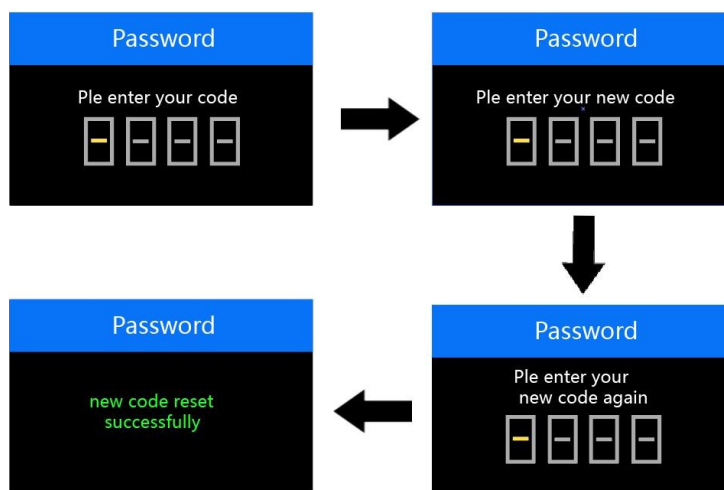 Password
Ple enter your code
Password
Ple enter your new code
Password
Ple enter your
new code again
Password
new code reset
successfully